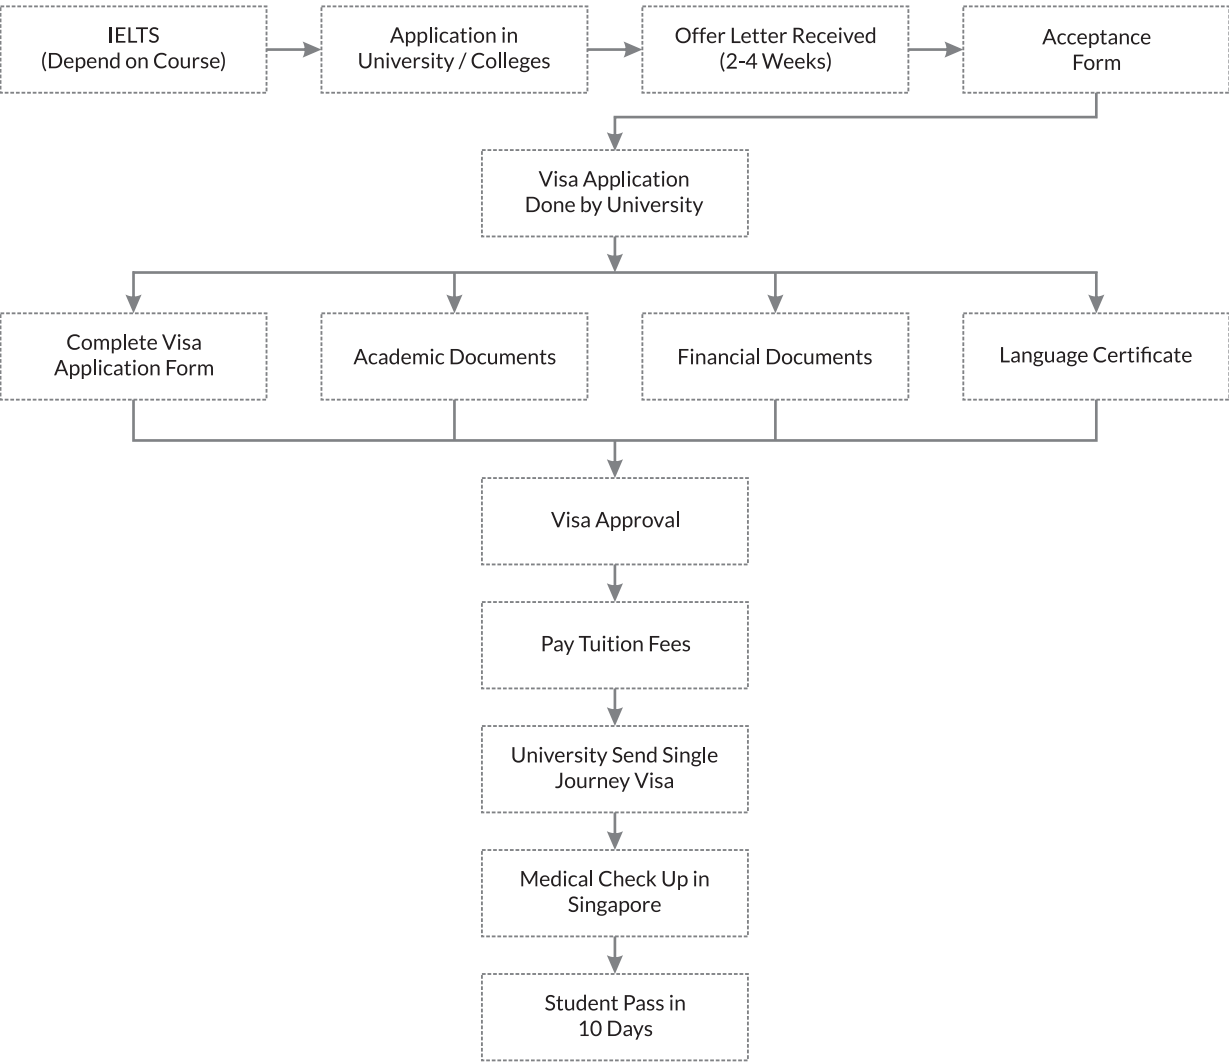 IELTS
(Depend on Course)
Application in
University / Colleges
Offer Letter Received
(2-4 Weeks)
Acceptance
Form
Visa Application
Done by University
Complete Visa
Application Form
Academic Documents
Financial Documents
Language Certificate
Visa Approval
Pay Tuition Fees
University Send Single
Journey Visa
Medical Check Up in
Singapore
Student Pass in
10 Days